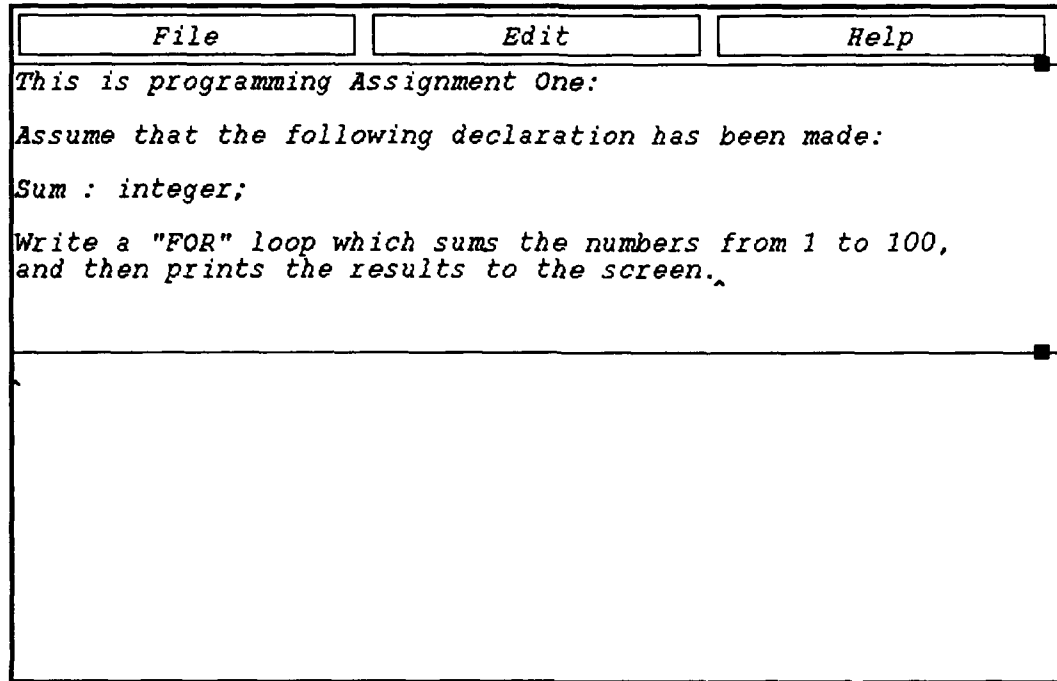 File Edit Help
This is programming Assignment One:
Assume that the following declaration has been made:
Sum : integer;
Write a "FOR" loop which sums the numbers from 1 to 100,
and then prints the results to the screen.